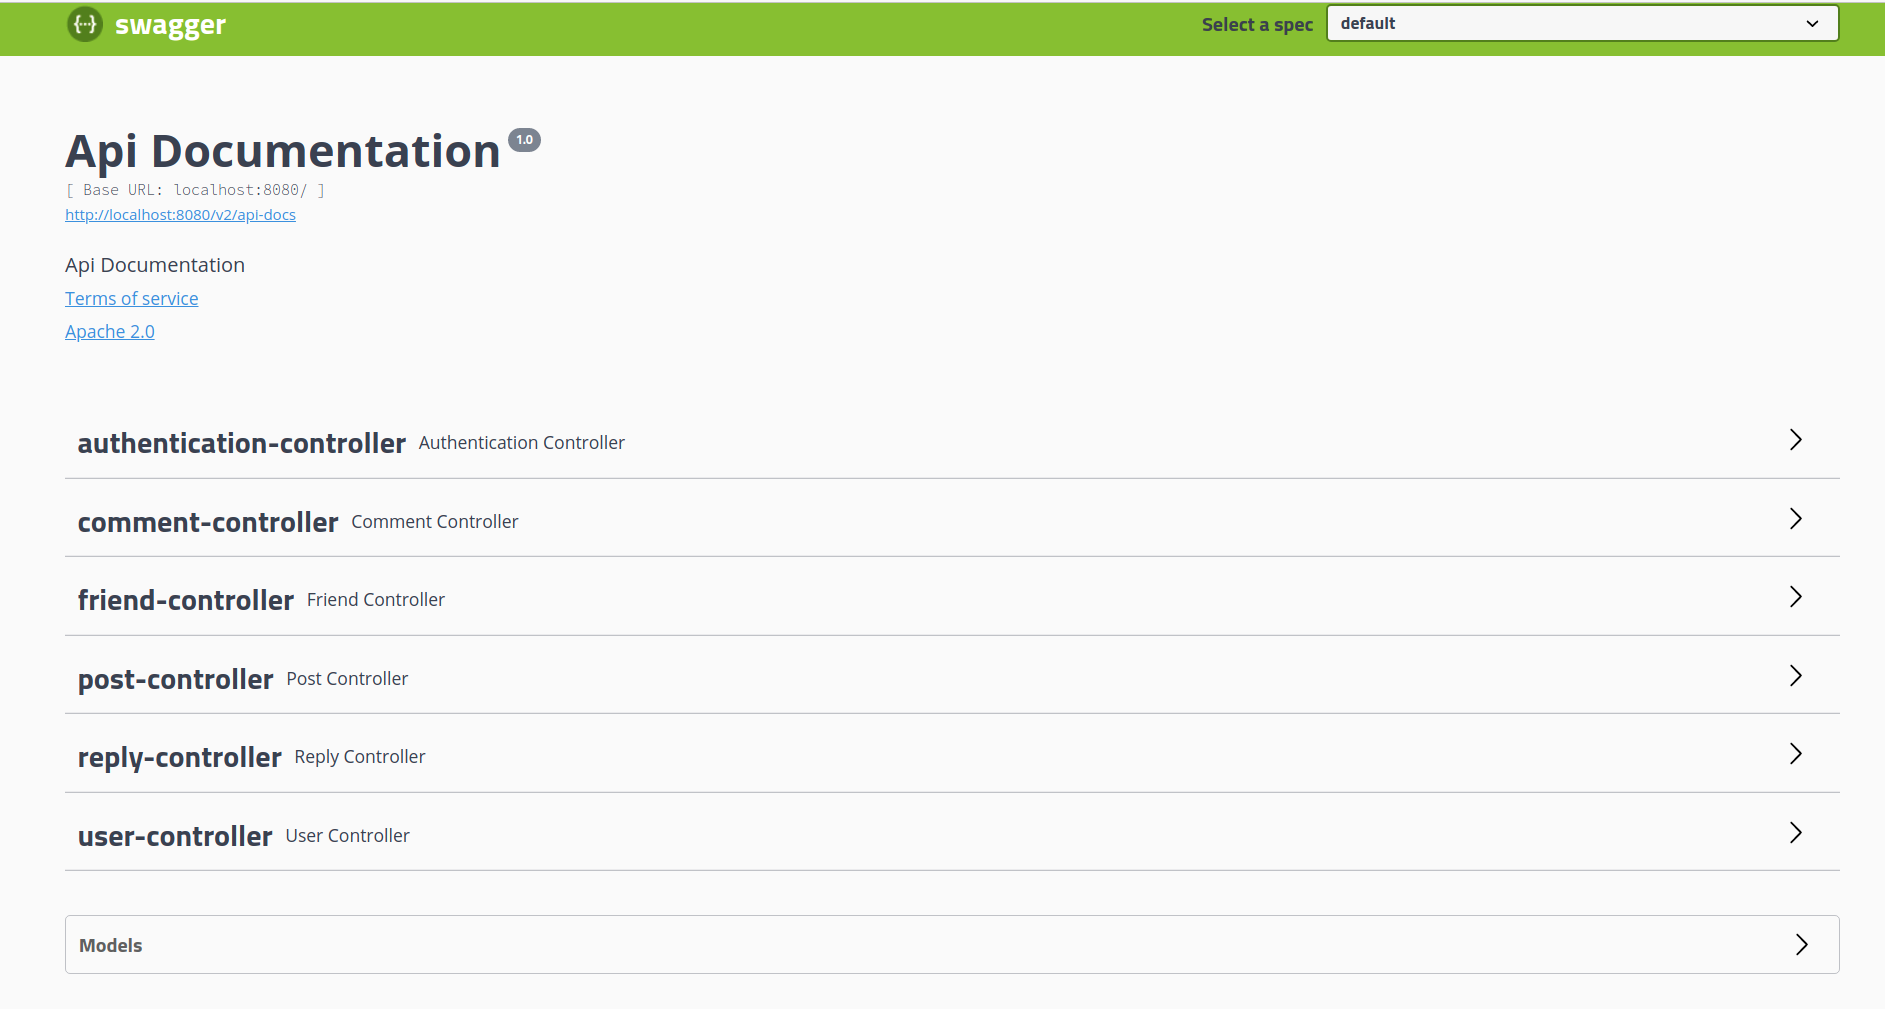 {...} swagger Select a spec default
Api Documentation 1.0
[ Base URL: localhost:8080/ ]
http://localhost:8080/v2/api-docs
Api Documentation
Terms of service
Apache 2.0
authentication-controller Authentication Controller
comment-controller Comment Controller
friend-controller Friend Controller
post-controller Post Controller
reply-controller Reply Controller
user-controller User Controller
Models